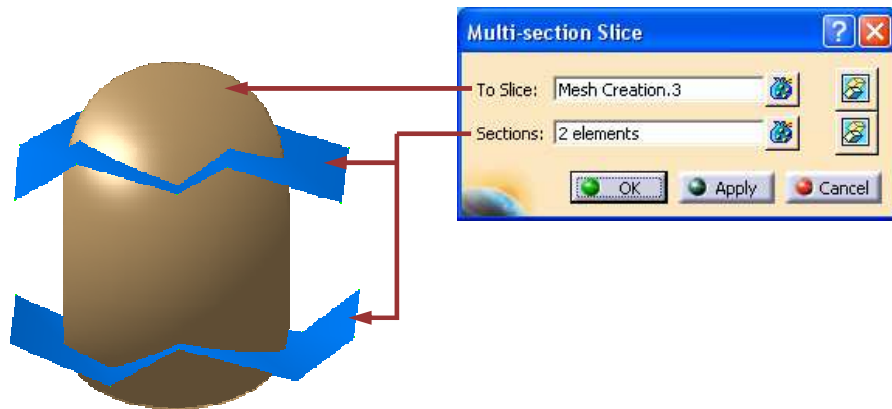 Multi-section Slice
To Slice: Mesh Creation.3
Sections: 2 elements
OK Apply Cancel